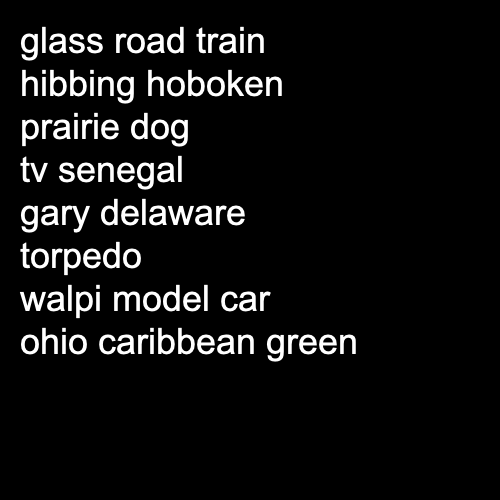 glass road train
hibbing hoboken
prairie dog
tv senegal
gary delaware
torpedo
walpi model car
ohio caribbean green